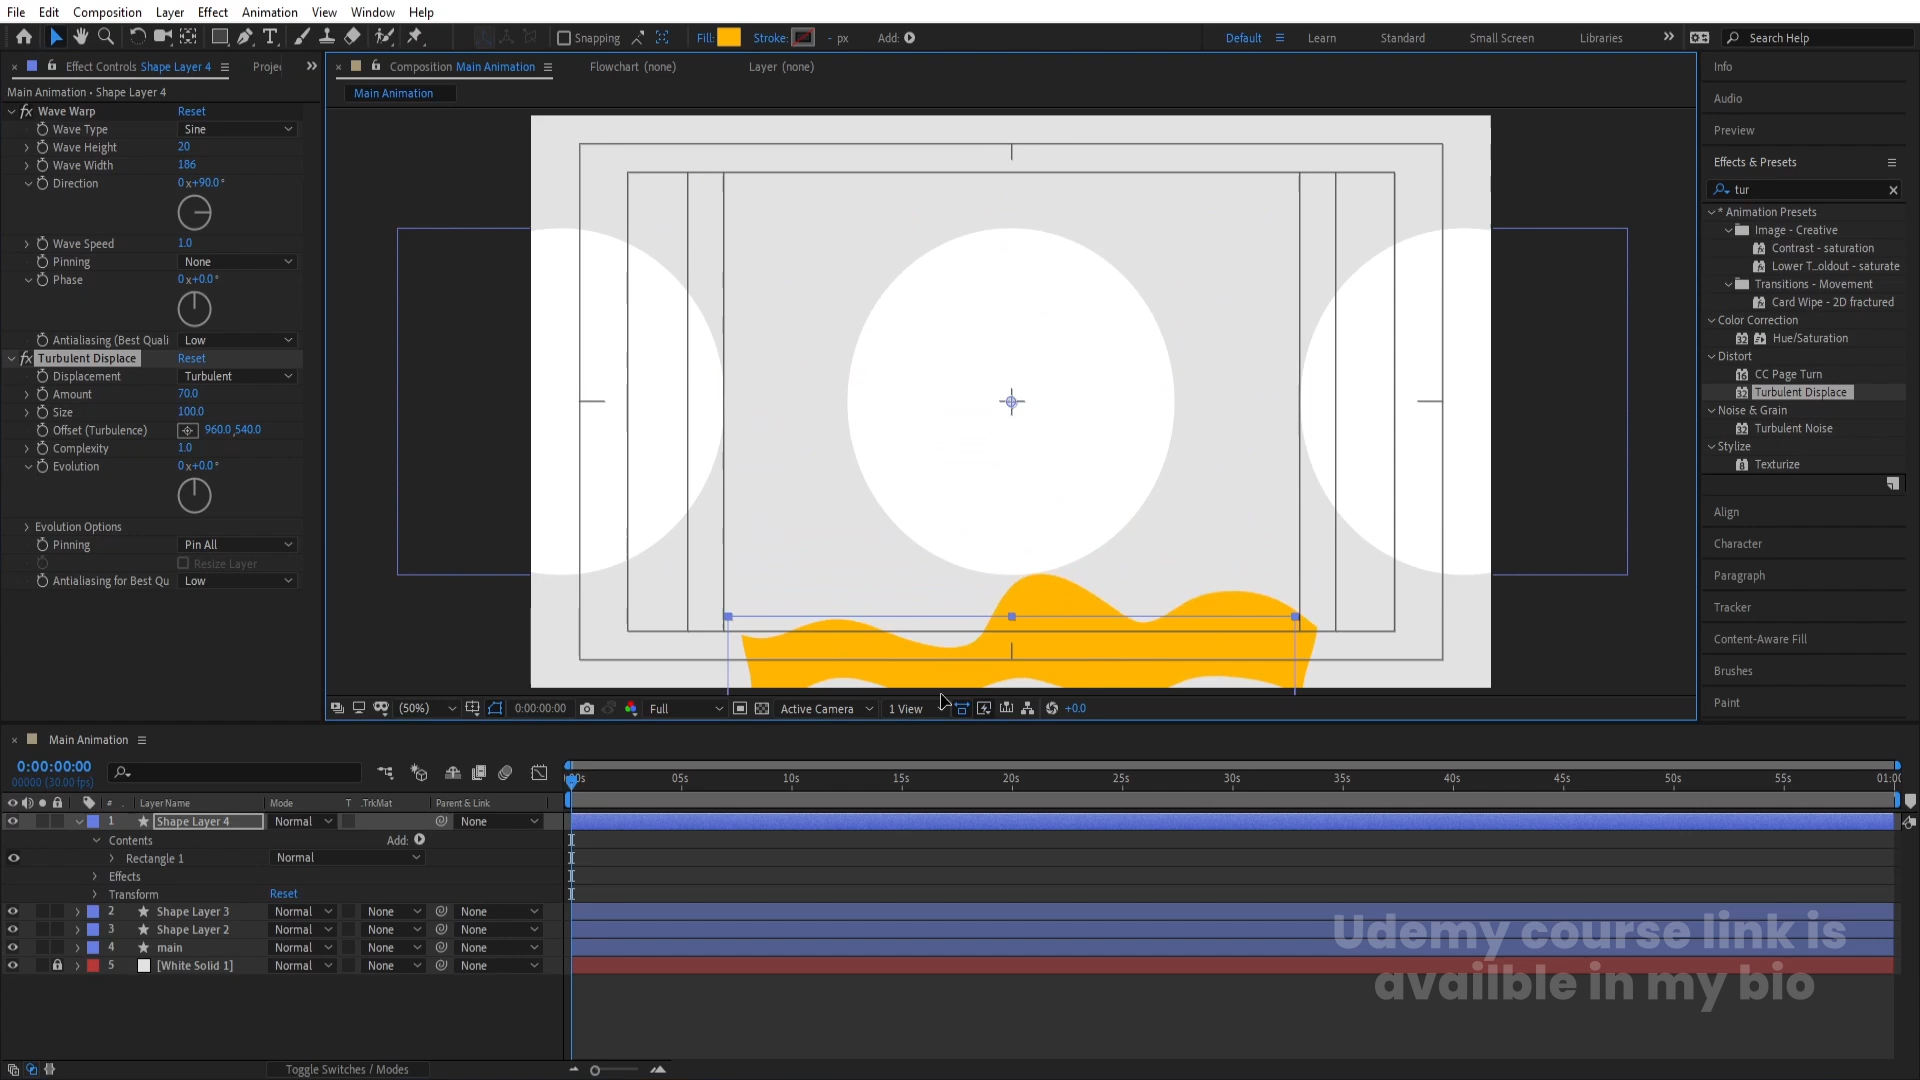 File Edit Composition Layer Effect Animation View Window Help
Snapping Fill: Stroke: - px Add: Default Learn Standard Small Screen Libraries Search Help
Effect Controls Shape Layer 4 Projec
Main Animation • Shape Layer 4
fx Wave Warp Reset
Wave Type Sine
Wave Height 20
Wave Width 186
Direction 0x+90.0°
Wave Speed 1.0
Pinning None
Phase 0x+0.0°
Antialiasing (Best Quali Low
fx Turbulent Displace Reset
Displacement Turbulent
Amount 70.0
Size 100.0
Offset (Turbulence) 960.0,540.0
Complexity 1.0
Evolution 0x+0.0°
Evolution Options
Pinning Pin All
Resize Layer
Antialiasing for Best Qu Low
Composition Main Animation Flowchart (none) Layer (none)
Main Animation
(50%) 0:00:00:00 Full Active Camera 1 View +0.0
Info
Audio
Preview
Effects & Presets
tur
* Animation Presets
Image - Creative
Contrast - saturation
Lower T...oldout - saturate
Transitions - Movement
Card Wipe - 2D fractured
Color Correction
Hue/Saturation
Distort
CC Page Turn
Turbulent Displace
Noise & Grain
Turbulent Noise
Stylize
Texturize
Align
Character
Paragraph
Tracker
Content-Aware Fill
Brushes
Paint
Main Animation
0:00:00:00
00000 (30.00 fps)
:00s 05s 10s 15s 20s 25s 30s 35s 40s 45s 50s 55s 01:00
# Layer Name Mode T .TrkMat Parent & Link
1 Shape Layer 4 Normal None
Contents Add:
Rectangle 1 Normal
Effects
Transform Reset
2 Shape Layer 3 Normal None None
3 Shape Layer 2 Normal None None
4 main Normal None None
5 [White Solid 1] Normal None None
Toggle Switches / Modes
Udemy course link is
availble in my bio